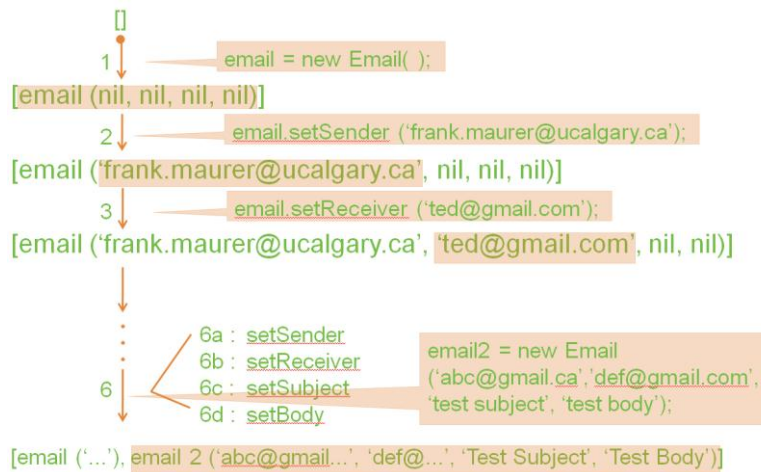 []
1
email = new Email( );
[email (nil, nil, nil, nil)]
2
email.setSender (‘frank.maurer@ucalgary.ca’);
[email (‘frank.maurer@ucalgary.ca’, nil, nil, nil)]
3
email.setReceiver (‘ted@gmail.com’);
[email (‘frank.maurer@ucalgary.ca’, ‘ted@gmail.com’, nil, nil)]
6
6a : setSender
6b : setReceiver
6c : setSubject
6d : setBody
email2 = new Email
(‘abc@gmail.ca’,’def@gmail.com’,
‘test subject’, ‘test body’);
[email (‘...’), email 2 (‘abc@gmail...’, ‘def@...’, ‘Test Subject’, ‘Test Body’)]